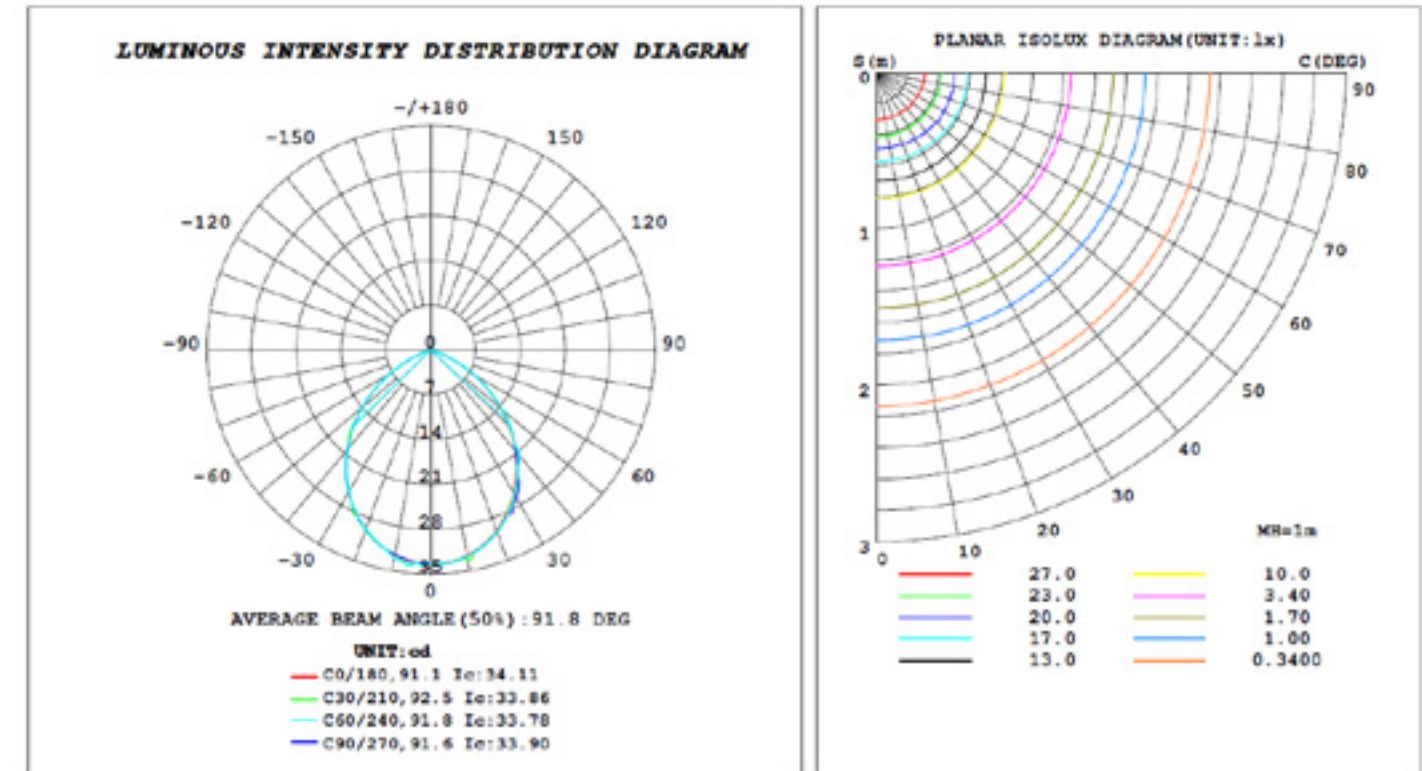 LUMINOUS INTENSITY DISTRIBUTION DIAGRAM
-/+180
-150 150
-120 120
-90 0 90
7
14
-60 21 60
28
-30 35 30
0
AVERAGE BEAM ANGLE(50%):91.8 DEG
UNIT:cd
C0/180,91.1 Ic:34.11
C30/210,92.5 Ic:33.86
C60/240,91.8 Ic:33.78
C90/270,91.6 Ic:33.90
PLANAR ISOLUX DIAGRAM(UNIT:lx)
S(m) C(DEG)
0 90
80
1 70
60
2 50
40
30
20 MH=1m
3 0 10
27.0 10.0
23.0 3.40
20.0 1.70
17.0 1.00
13.0 0.3400